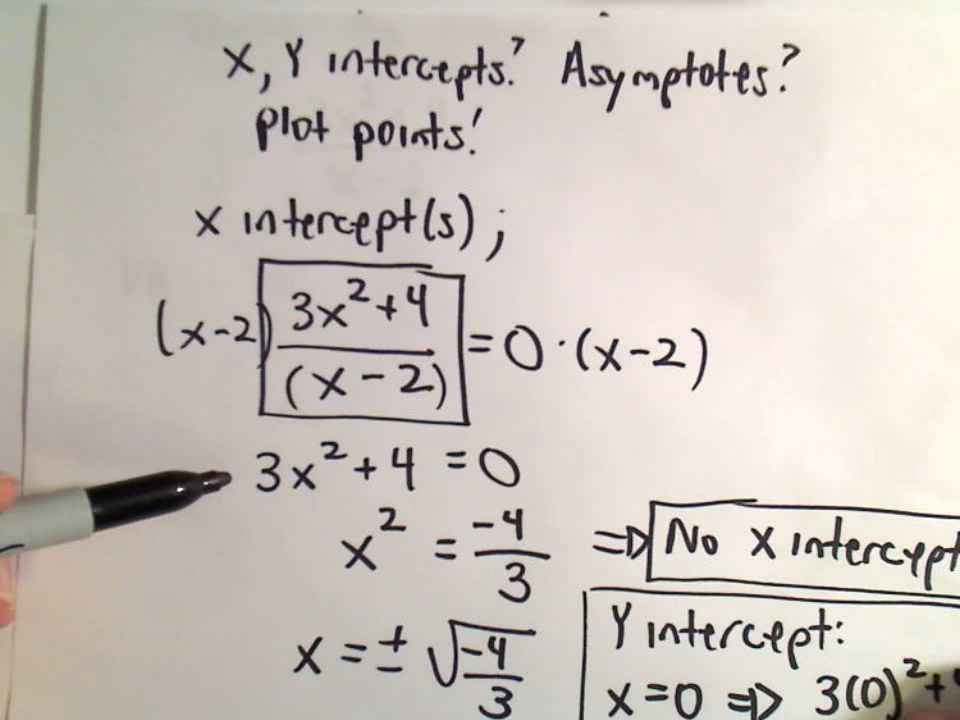 X, Y intercepts? Asymptotes?
plot points!
x intercept(s);
(x-2) (3x²+4)/(x-2) = 0·(x-2)
3x²+4 = 0
x² = -4/3 ⇒ No x intercept
x = ± √(-4/3)
Y intercept:
x=0 ⇒ 3(0)²+